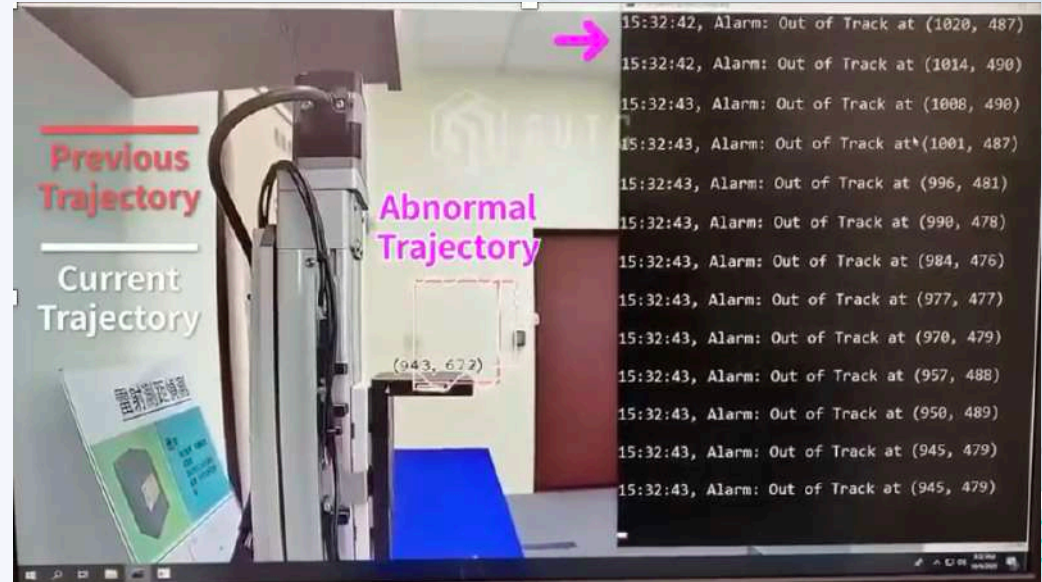 Previous
Trajectory
Current
Trajectory
Abnormal
Trajectory
(943, 622)
15:32:42, Alarm: Out of Track at (1020, 487)
15:32:42, Alarm: Out of Track at (1014, 490)
15:32:43, Alarm: Out of Track at (1008, 490)
15:32:43, Alarm: Out of Track at (1001, 487)
15:32:43, Alarm: Out of Track at (996, 481)
15:32:43, Alarm: Out of Track at (990, 478)
15:32:43, Alarm: Out of Track at (984, 476)
15:32:43, Alarm: Out of Track at (977, 477)
15:32:43, Alarm: Out of Track at (970, 479)
15:32:43, Alarm: Out of Track at (957, 488)
15:32:43, Alarm: Out of Track at (950, 489)
15:32:43, Alarm: Out of Track at (945, 479)
15:32:43, Alarm: Out of Track at (945, 479)